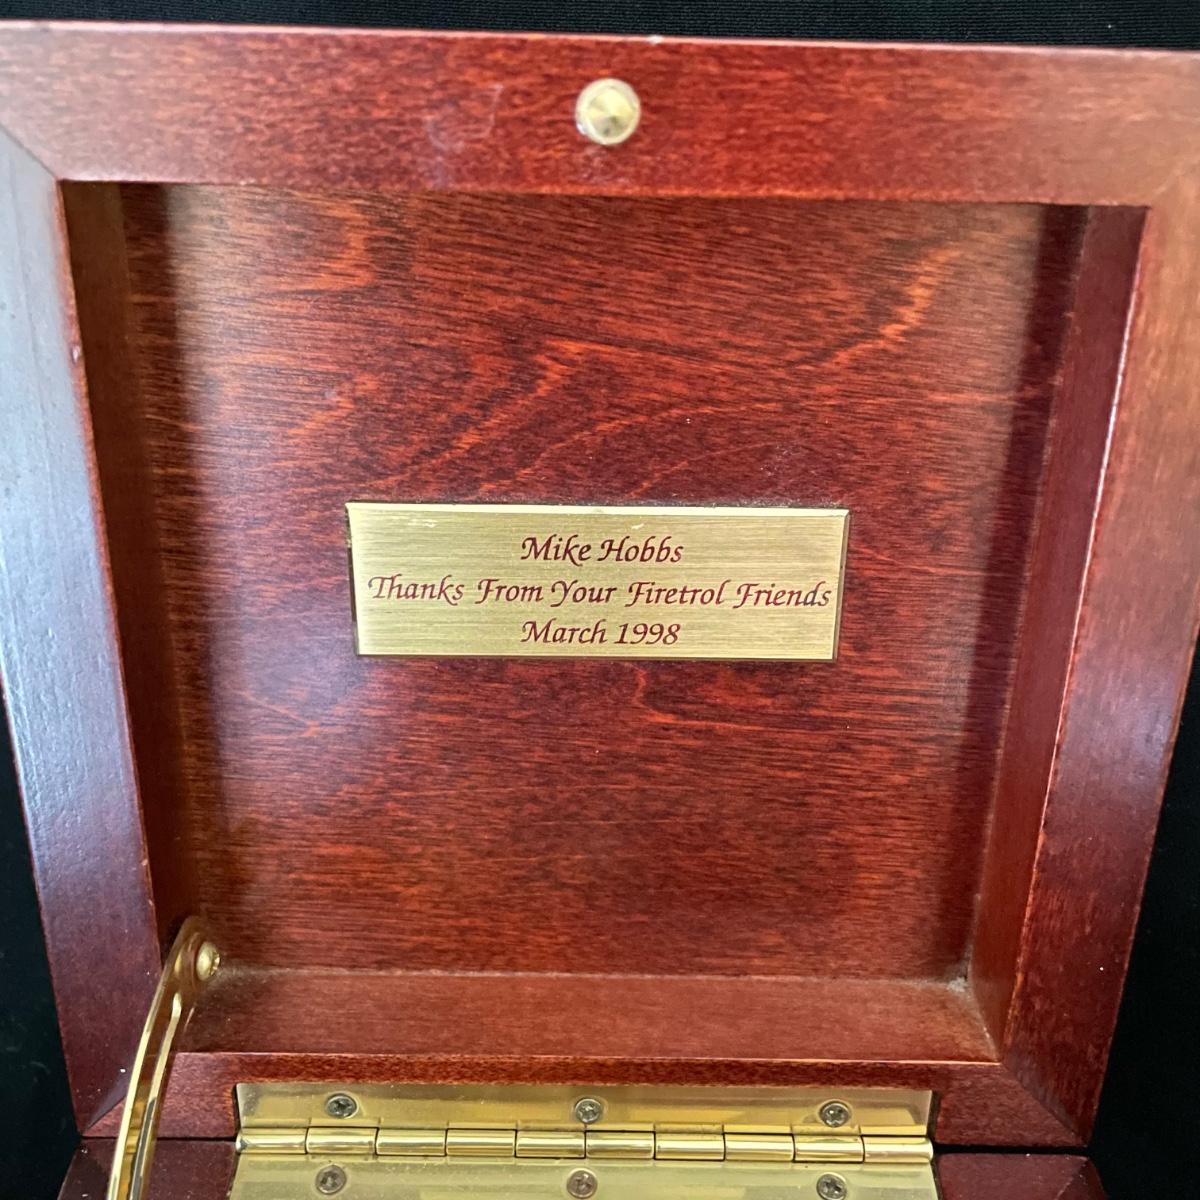 Mike Hobbs
Thanks From Your Firetrol Friends
March 1998